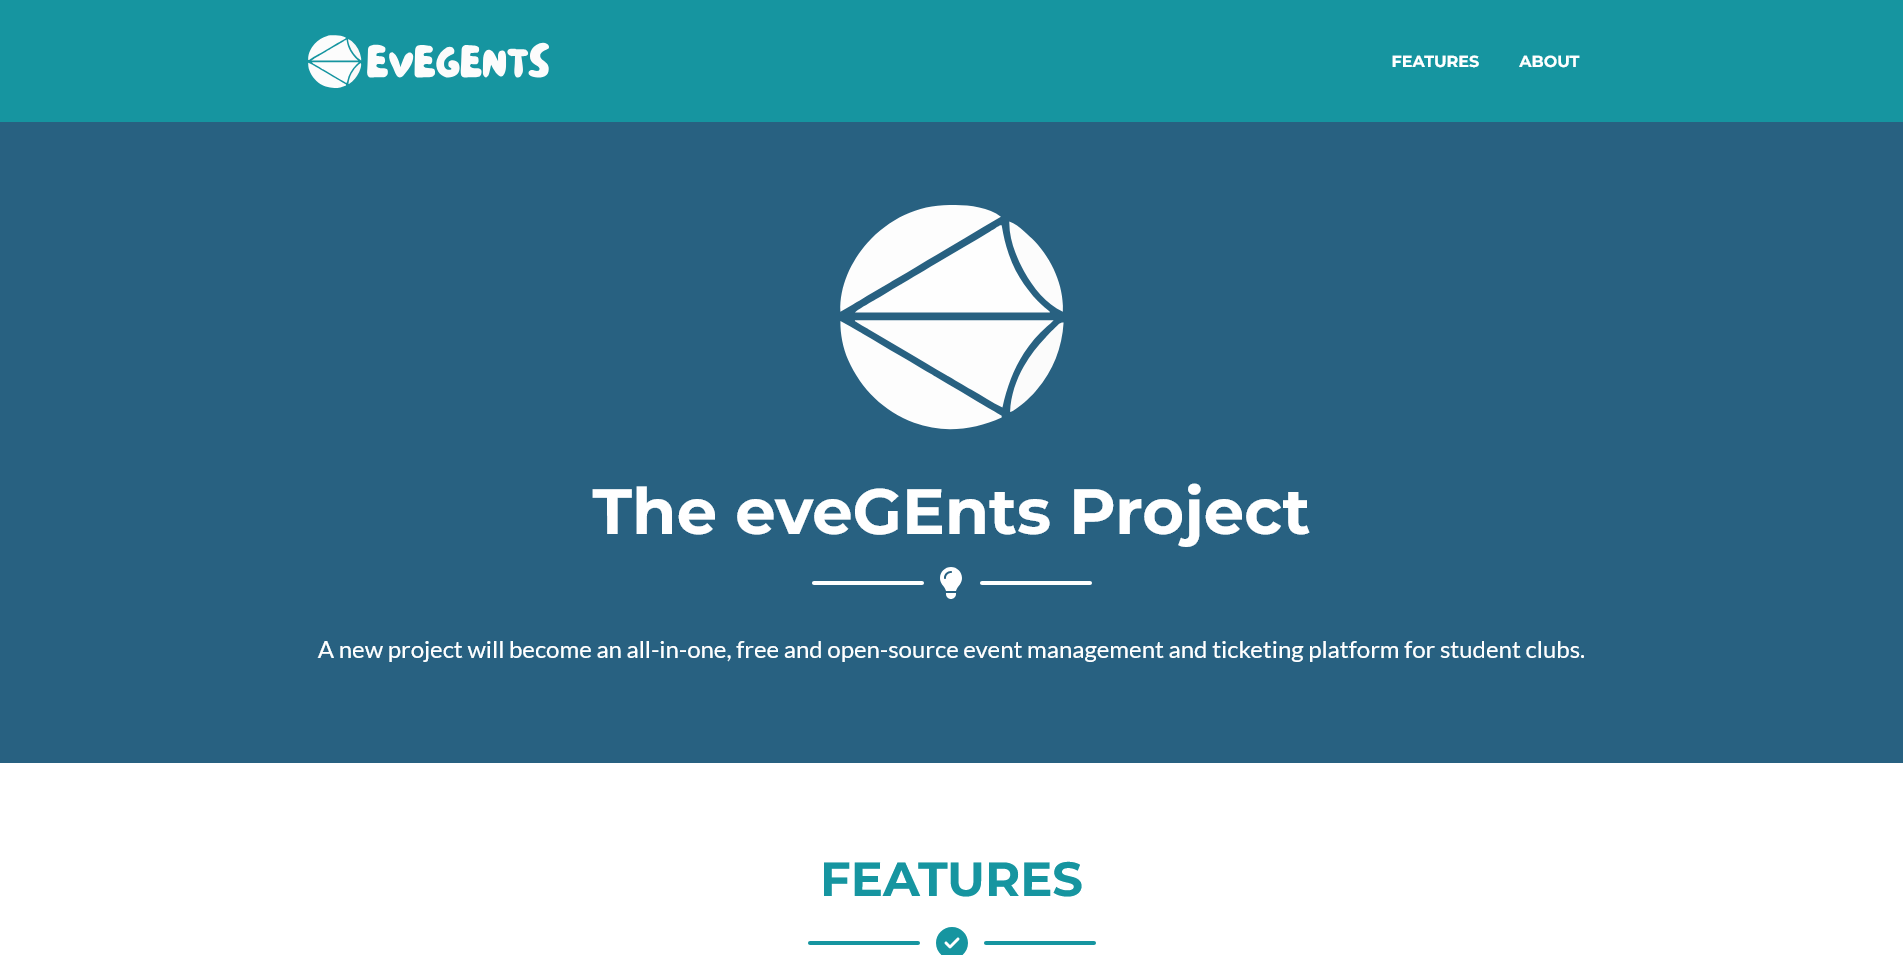 EVEGENTS
FEATURES ABOUT
The eveGEnts Project
A new project will become an all-in-one, free and open-source event management and ticketing platform for student clubs.
FEATURES